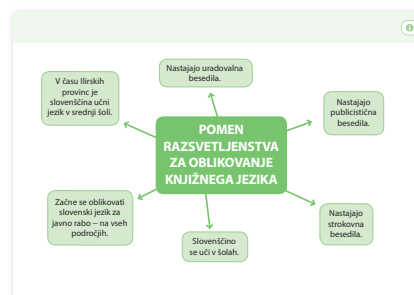 Nastajajo uradovalna
besedila.
V času Ilirskih
provinc je
slovenščina učni
jezik v srednji šoli.
Nastajajo
publicistična
besedila.
POMEN
RAZSVETLJENSTVA
ZA OBLIKOVANJE
KNJIŽNEGA JEZIKA
Začne se oblikovati
slovenski jezik za
javno rabo – na vseh
področjih.
Slovenščino
se uči v šolah.
Nastajajo
strokovna
besedila.